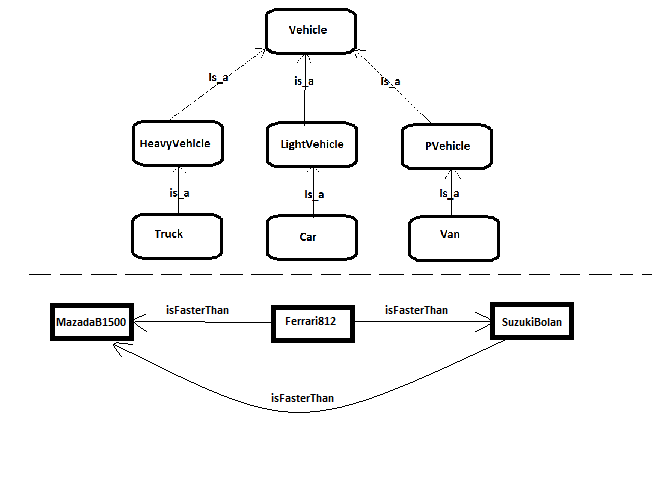 Vehicle
Is_a
is_a
Is_a
HeavyVehicle
LightVehicle
PVehicle
is_a
Is_a
Is_a
Truck
Car
Van
isFasterThan
isFasterThan
MazadaB1500
Ferrari812
SuzukiBolan
isFasterThan